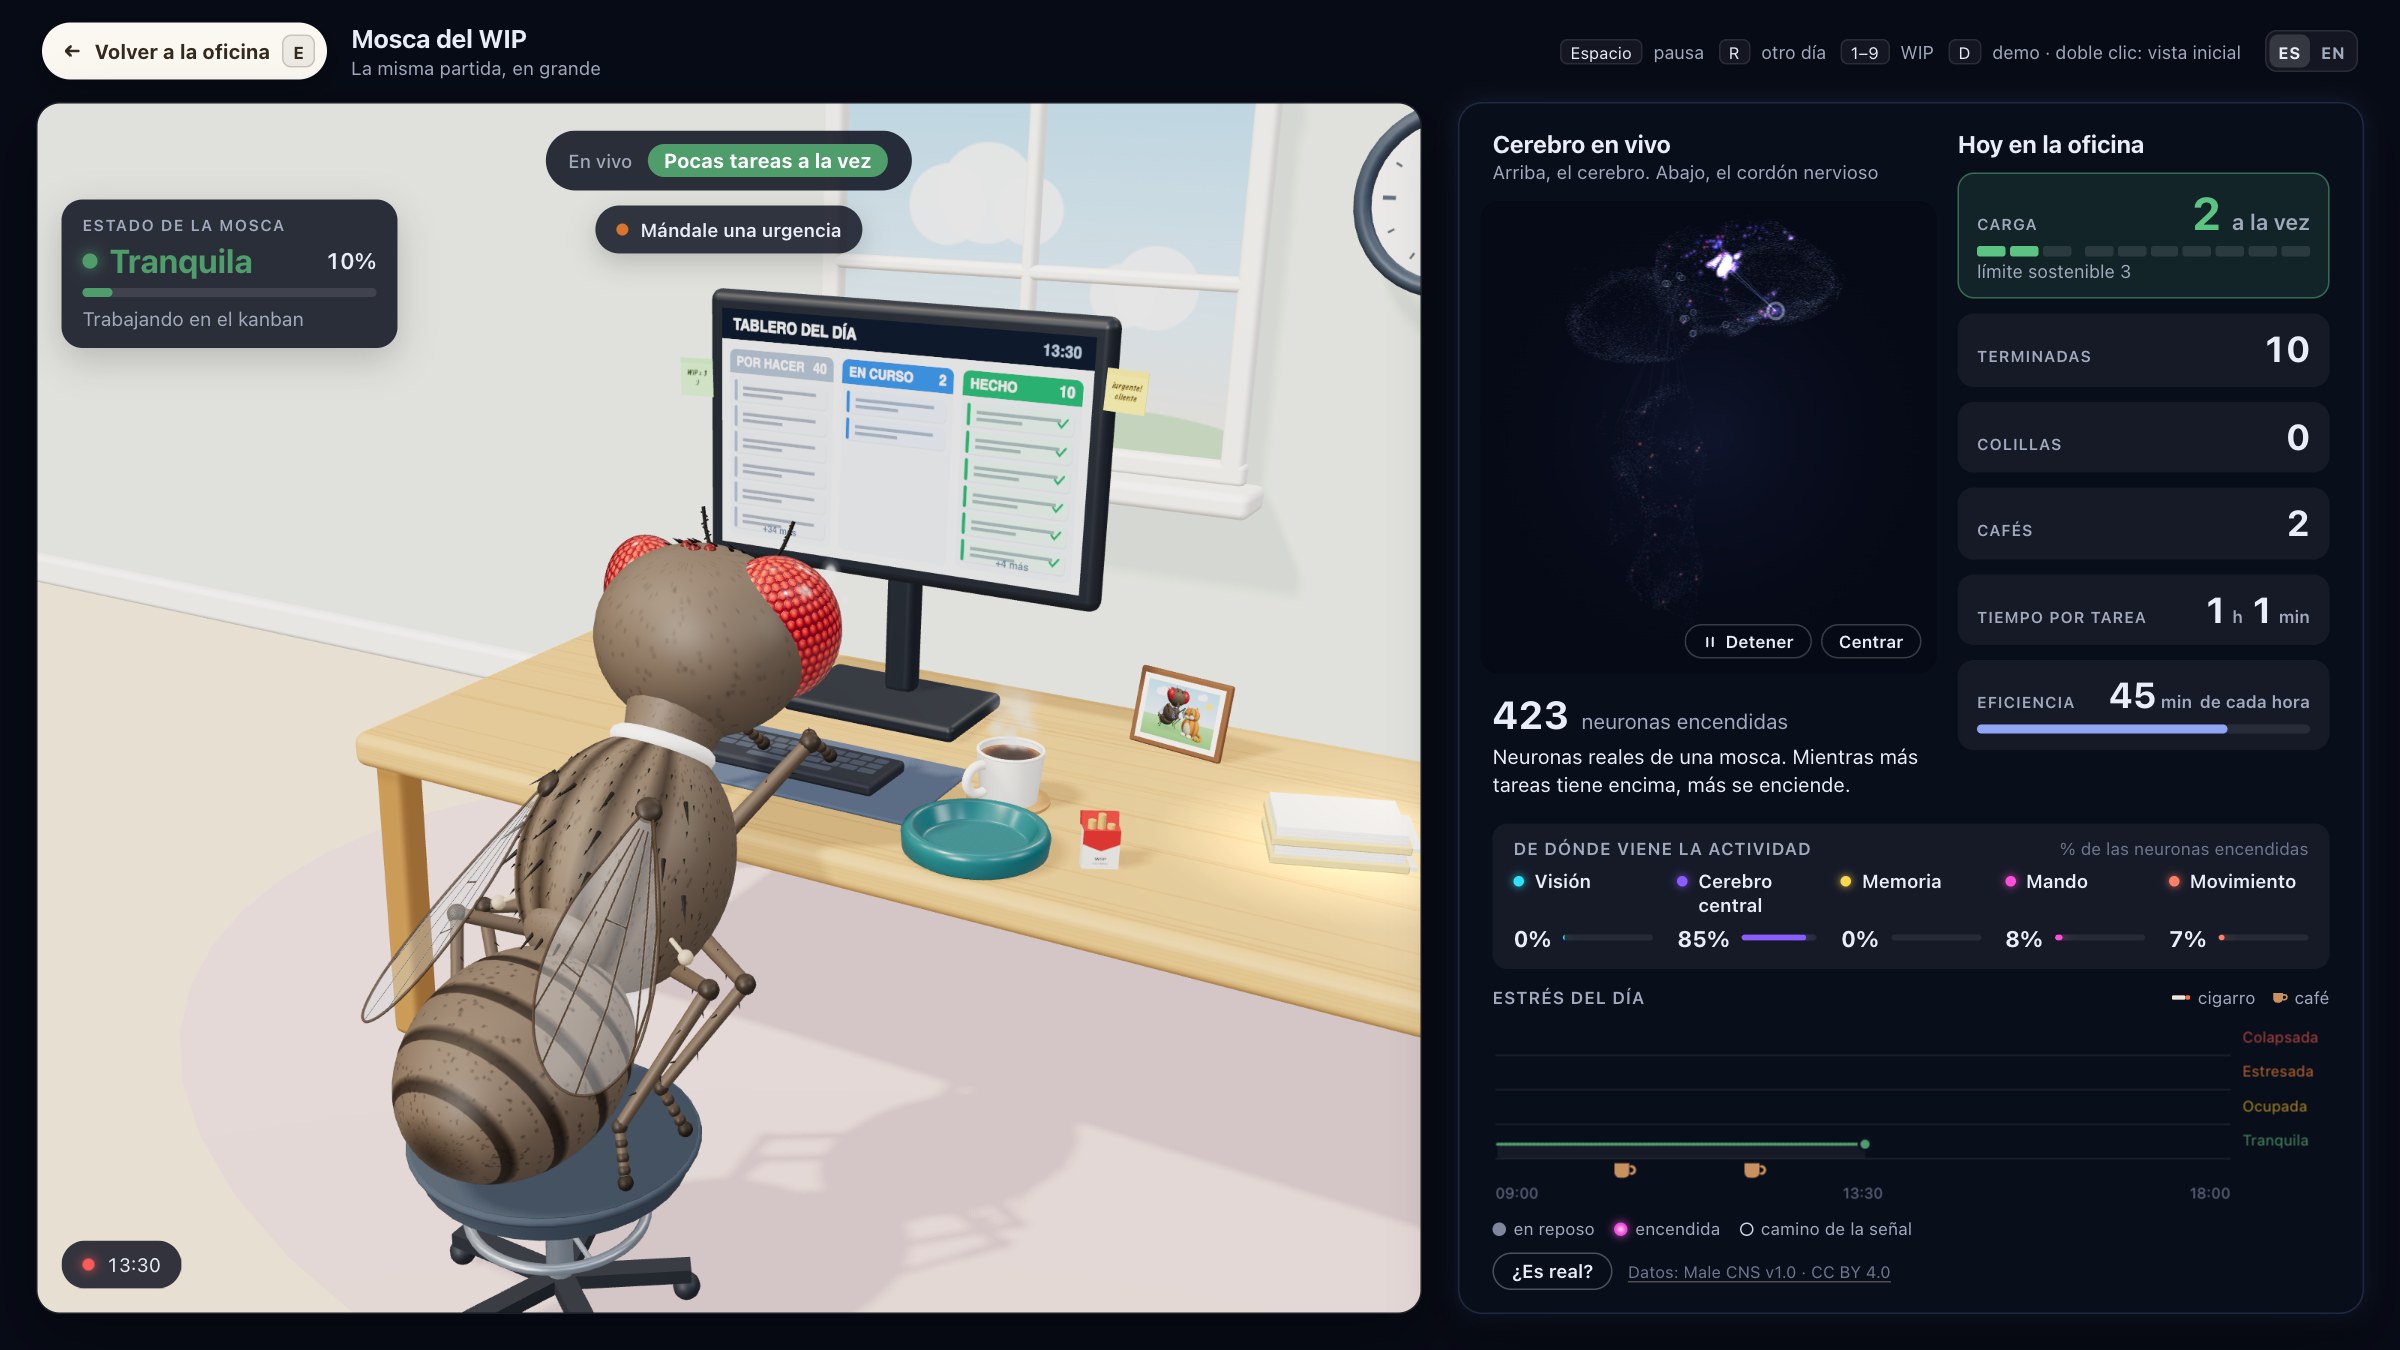 ← Volver a la oficina E
Mosca del WIP
La misma partida, en grande
Espacio pausa R otro día 1–9 WIP D demo · doble clic: vista inicial
ES EN
En vivo Pocas tareas a la vez
Mándale una urgencia
ESTADO DE LA MOSCA
Tranquila 10%
Trabajando en el kanban
TABLERO DEL DÍA 13:30
POR HACER 40
EN CURSO 2
HECHO 10
¡urgente!
cliente
+34 más
+4 más
13:30
Cerebro en vivo
Arriba, el cerebro. Abajo, el cordón nervioso
Detener
Centrar
423 neuronas encendidas
Neuronas reales de una mosca. Mientras más
tareas tiene encima, más se enciende.
Hoy en la oficina
CARGA 2 a la vez
límite sostenible 3
TERMINADAS 10
COLILLAS 0
CAFÉS 2
TIEMPO POR TAREA 1 h 1 min
EFICIENCIA 45 min de cada hora
DE DÓNDE VIENE LA ACTIVIDAD % de las neuronas encendidas
Visión
Cerebro
central
Memoria
Mando
Movimiento
0% 85% 0% 8% 7%
ESTRÉS DEL DÍA cigarro café
Colapsada
Estresada
Ocupada
Tranquila
09:00 13:30 18:00
en reposo encendida camino de la señal
¿Es real? Datos: Male CNS v1.0 · CC BY 4.0